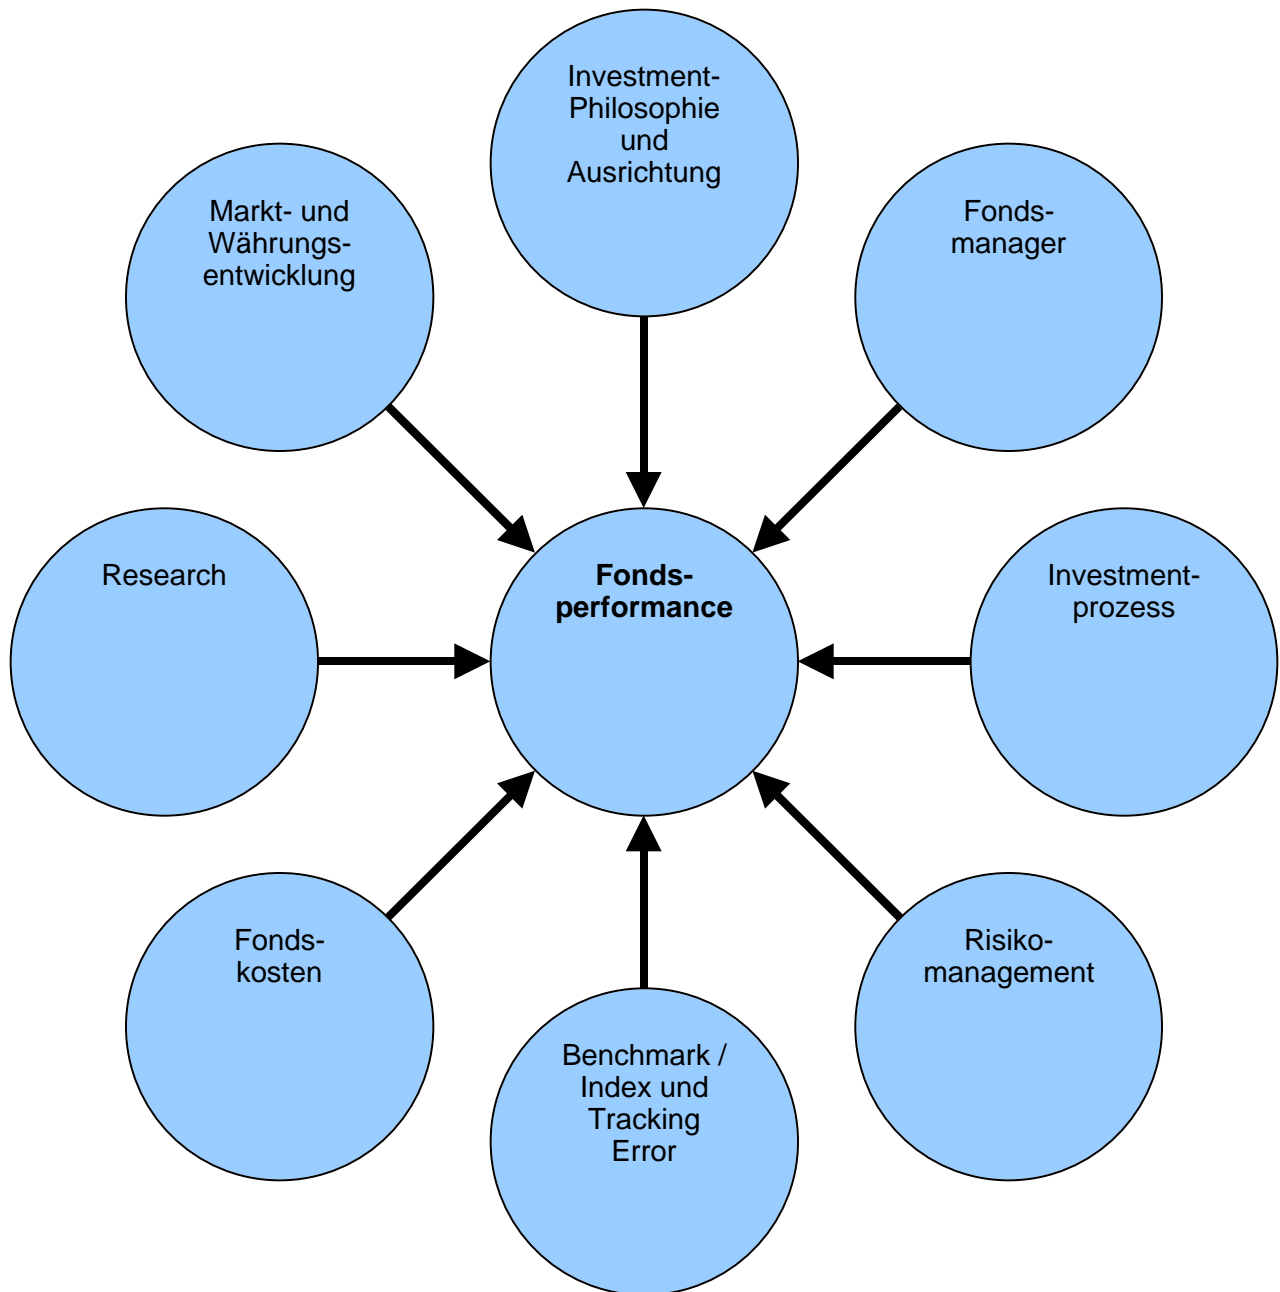 Investment-
Philosophie
und
Ausrichtung
Markt- und
Währungs-
entwicklung
Fonds-
manager
Research
Fonds-
performance
Investment-
prozess
Fonds-
kosten
Risiko-
management
Benchmark /
Index und
Tracking
Error